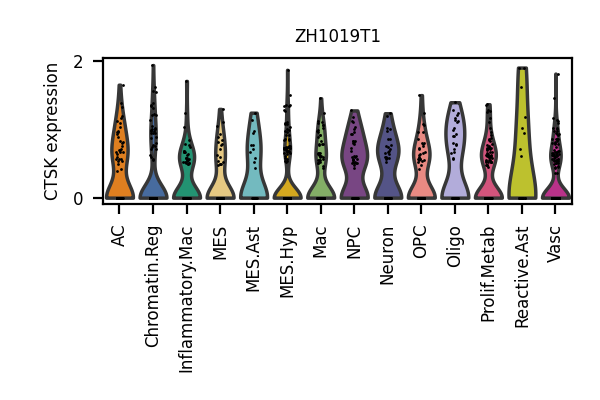 ZH1019T1
CTSK expression
2
0
AC
Chromatin.Reg
Inflammatory.Mac
MES
MES.Ast
MES.Hyp
Mac
NPC
Neuron
OPC
Oligo
Prolif.Metab
Reactive.Ast
Vasc